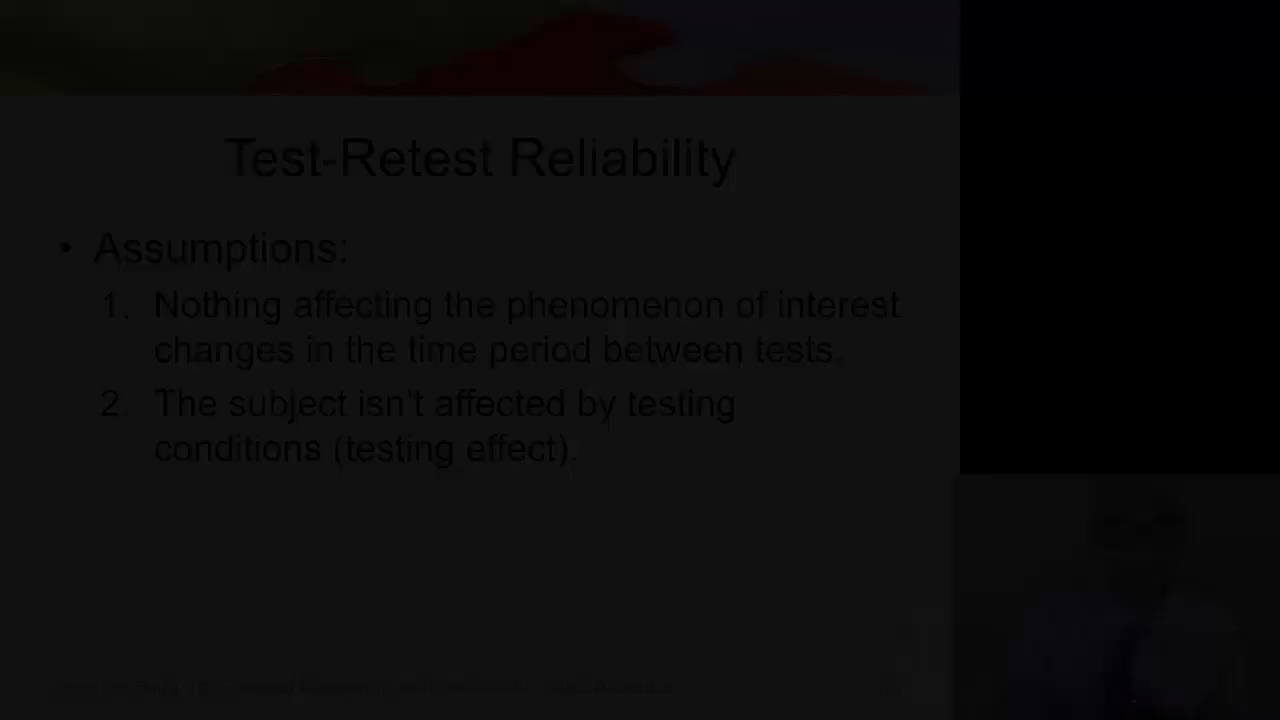 Test-Retest Reliability
• Assumptions:
1. Nothing affecting the phenomenon of interest
changes in the time period between tests.
2. The subject isn't affected by testing
conditions (testing effect).